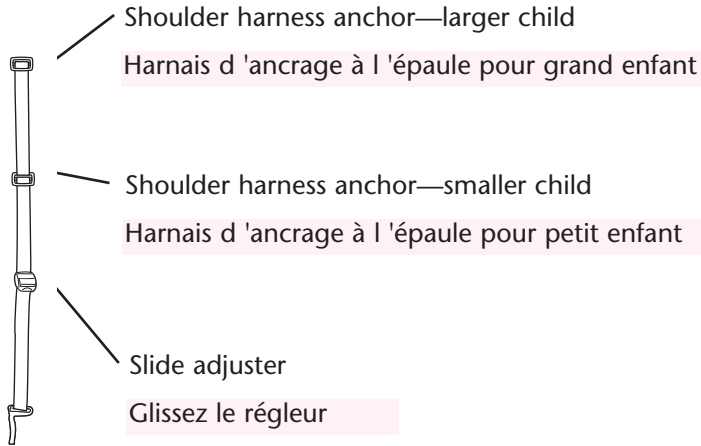 Shoulder harness anchor—larger child
Harnais d 'ancrage à l 'épaule pour grand enfant
Shoulder harness anchor—smaller child
Harnais d 'ancrage à l 'épaule pour petit enfant
Slide adjuster
Glissez le régleur